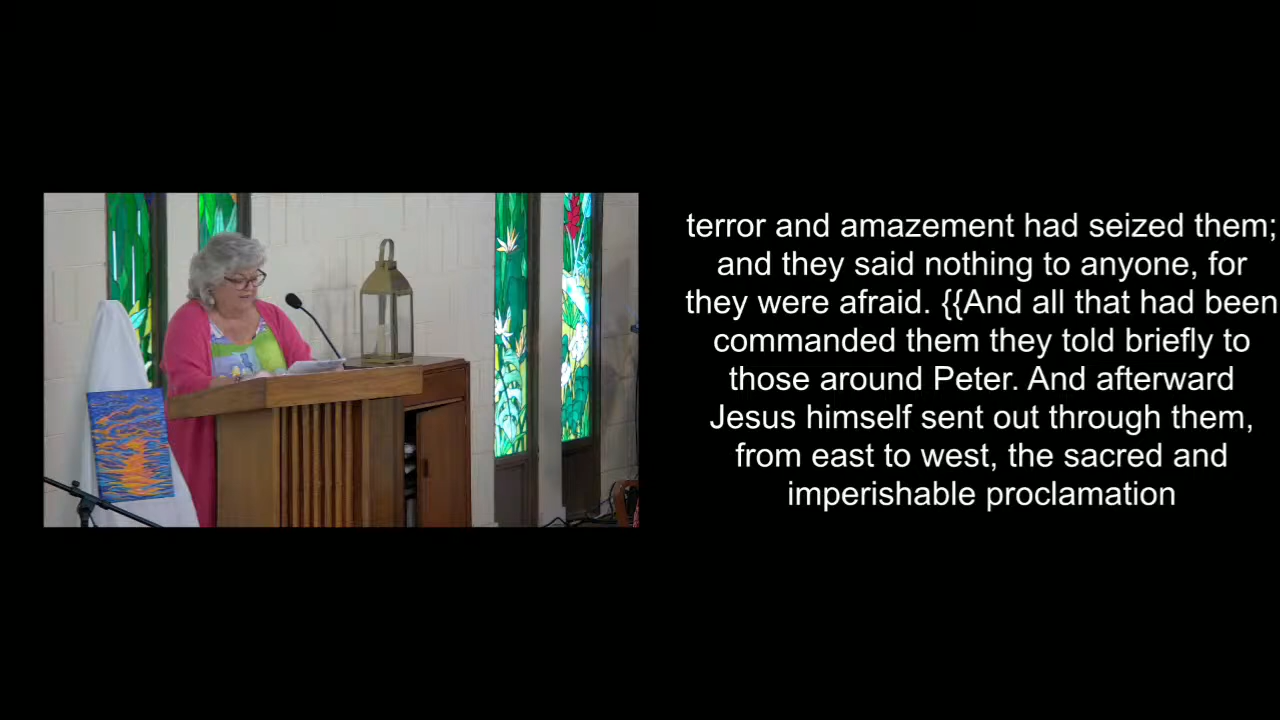 terror and amazement had seized them;
and they said nothing to anyone, for
they were afraid. {{And all that had been
commanded them they told briefly to
those around Peter. And afterward
Jesus himself sent out through them,
from east to west, the sacred and
imperishable proclamation